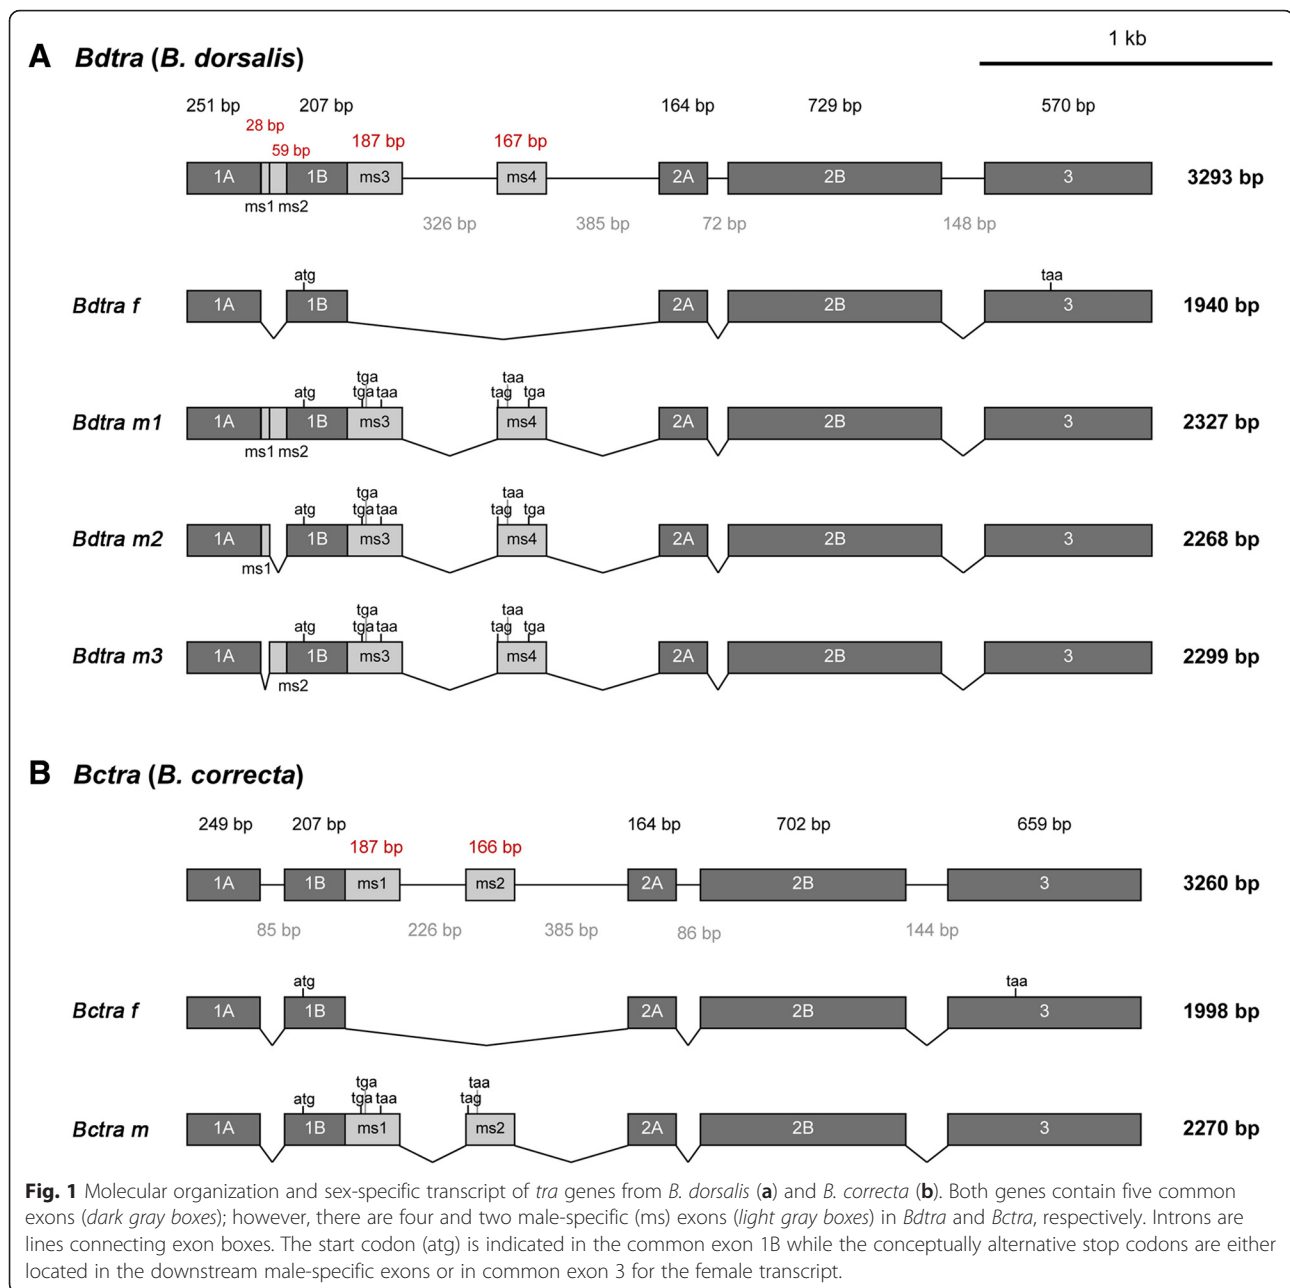 A Bdtra (B. dorsalis)
1 kb
251 bp 207 bp 164 bp 729 bp 570 bp
28 bp
59 bp
187 bp 167 bp
1A 1B ms3 ms4 2A 2B 3 3293 bp
ms1 ms2
326 bp 385 bp 72 bp 148 bp
atg taa
Bdtra f 1A 1B 2A 2B 3 1940 bp
tga taa
atg tga taa tag tga
Bdtra m1 1A 1B ms3 ms4 2A 2B 3 2327 bp
ms1 ms2
tga taa
atg tga taa tag tga
Bdtra m2 1A 1B ms3 ms4 2A 2B 3 2268 bp
ms1
tga taa
atg tga taa tag tga
Bdtra m3 1A 1B ms3 ms4 2A 2B 3 2299 bp
ms2
B Bctra (B. correcta)
249 bp 207 bp 164 bp 702 bp 659 bp
187 bp 166 bp
1A 1B ms1 ms2 2A 2B 3 3260 bp
85 bp 226 bp 385 bp 86 bp 144 bp
atg taa
Bctra f 1A 1B 2A 2B 3 1998 bp
tga taa
atg tga taa tag
Bctra m 1A 1B ms1 ms2 2A 2B 3 2270 bp
Fig. 1 Molecular organization and sex-specific transcript of tra genes from B. dorsalis (a) and B. correcta (b). Both genes contain five common
exons (dark gray boxes); however, there are four and two male-specific (ms) exons (light gray boxes) in Bdtra and Bctra, respectively. Introns are
lines connecting exon boxes. The start codon (atg) is indicated in the common exon 1B while the conceptually alternative stop codons are either
located in the downstream male-specific exons or in common exon 3 for the female transcript.